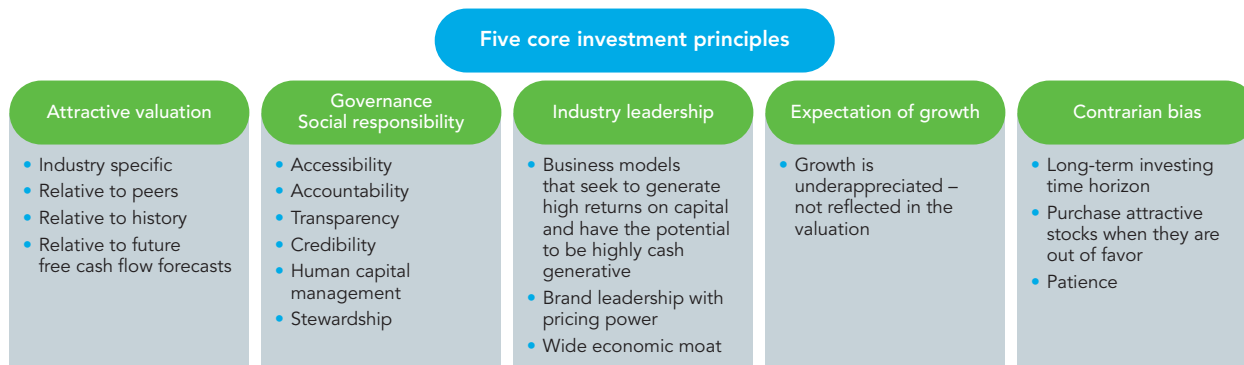 Five core investment principles
Attractive valuation
• Industry specific
• Relative to peers
• Relative to history
• Relative to future
free cash flow forecasts
Governance
Social responsibility
• Accessibility
• Accountability
• Transparency
• Credibility
• Human capital
management
• Stewardship
Industry leadership
• Business models
that seek to generate
high returns on capital
and have the potential
to be highly cash
generative
• Brand leadership with
pricing power
• Wide economic moat
Expectation of growth
• Growth is
underappreciated –
not reflected in the
valuation
Contrarian bias
• Long-term investing
time horizon
• Purchase attractive
stocks when they are
out of favor
• Patience